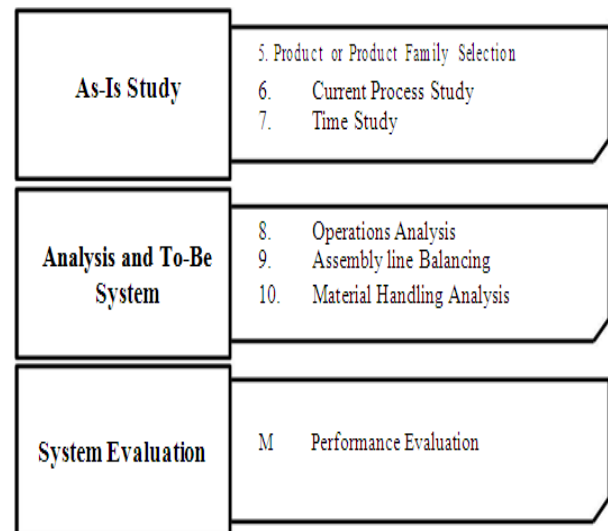 As-Is Study
5. Product or Product Family Selection
6. Current Process Study
7. Time Study
Analysis and To-Be
System
8. Operations Analysis
9. Assembly line Balancing
10. Material Handling Analysis
System Evaluation
M Performance Evaluation